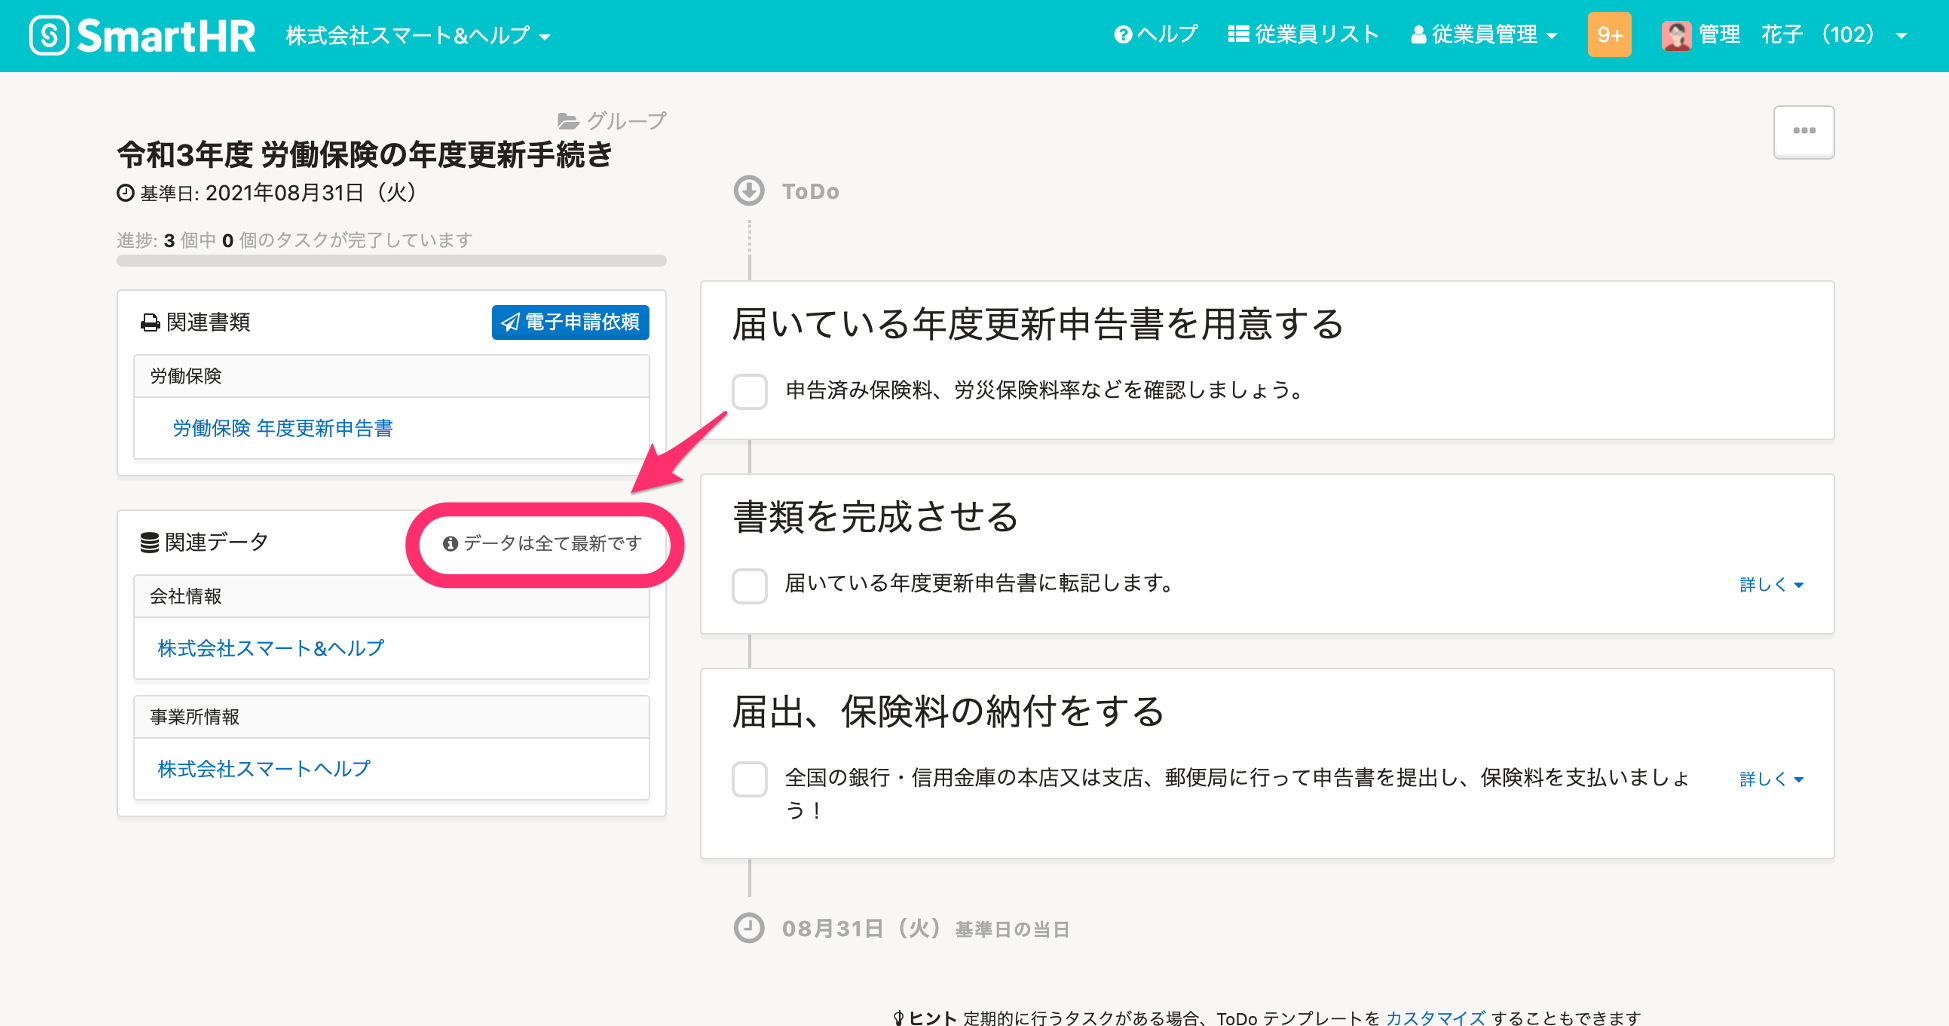 SmartHR 株式会社スマート&ヘルプ ヘルプ 従業員リスト 従業員管理 9+ 管理 花子 （102）
グループ
令和3年度 労働保険の年度更新手続き
基準日: 2021年08月31日（火）
進捗: 3 個中 0 個のタスクが完了しています
関連書類 電子申請依頼
労働保険
労働保険 年度更新申告書
関連データ データは全て最新です
会社情報
株式会社スマート&ヘルプ
事業所情報
株式会社スマートヘルプ
ToDo
届いている年度更新申告書を用意する
申告済み保険料、労災保険料率などを確認しましょう。
書類を完成させる
届いている年度更新申告書に転記します。 詳しく
届出、保険料の納付をする
全国の銀行・信用金庫の本店又は支店、郵便局に行って申告書を提出し、保険料を支払いましょ 詳しく
う！
08月31日（火） 基準日の当日
ヒント 定期的に行うタスクがある場合、ToDo テンプレートを カスタマイズ することもできます